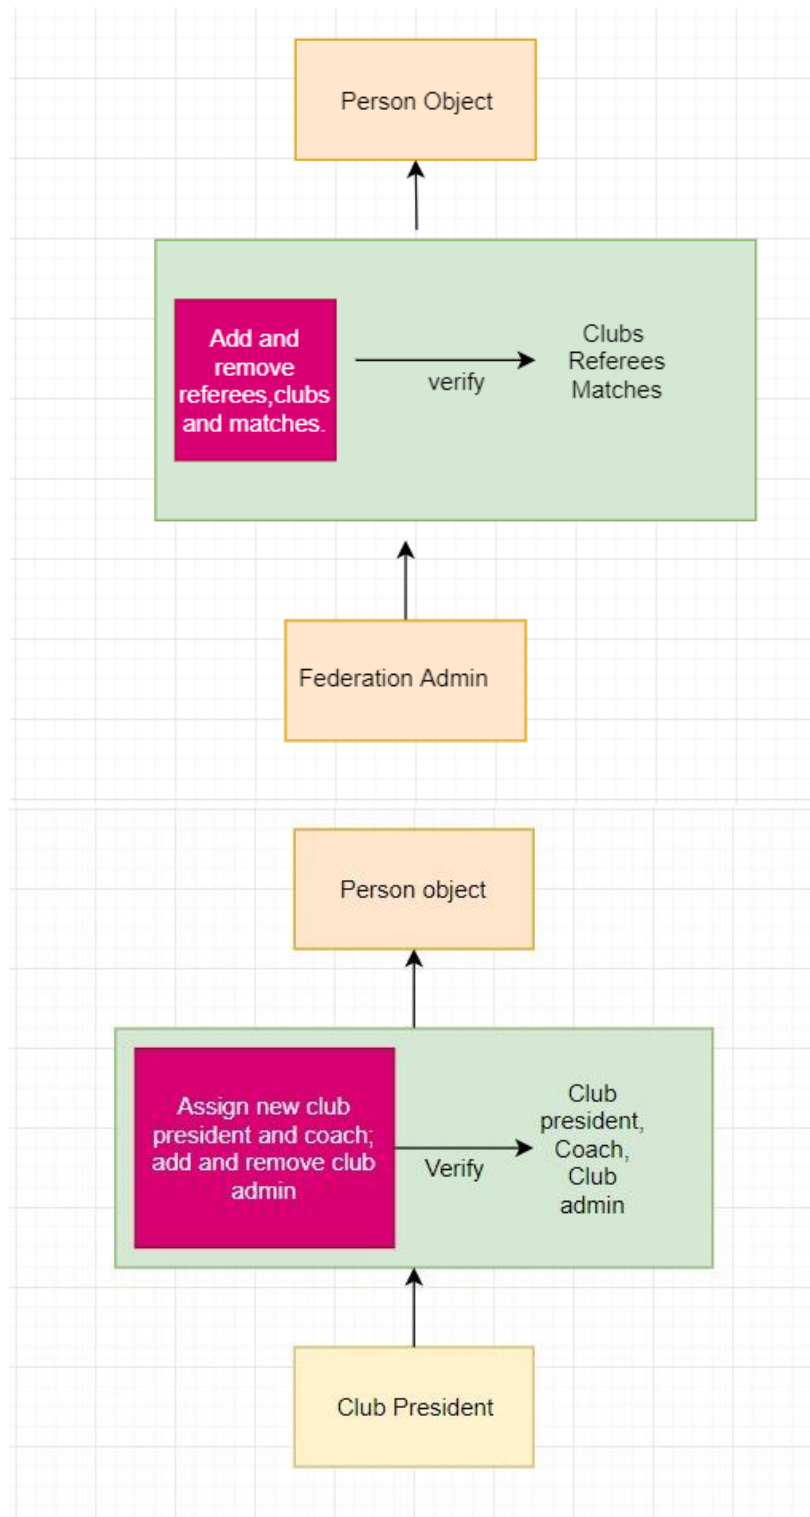 Person Object
Add and
remove
referees,clubs
and matches.
verify
Clubs
Referees
Matches
Federation Admin
Person object
Assign new club
president and coach;
add and remove club
admin
Verify
Club
president,
Coach,
Club
admin
Club President